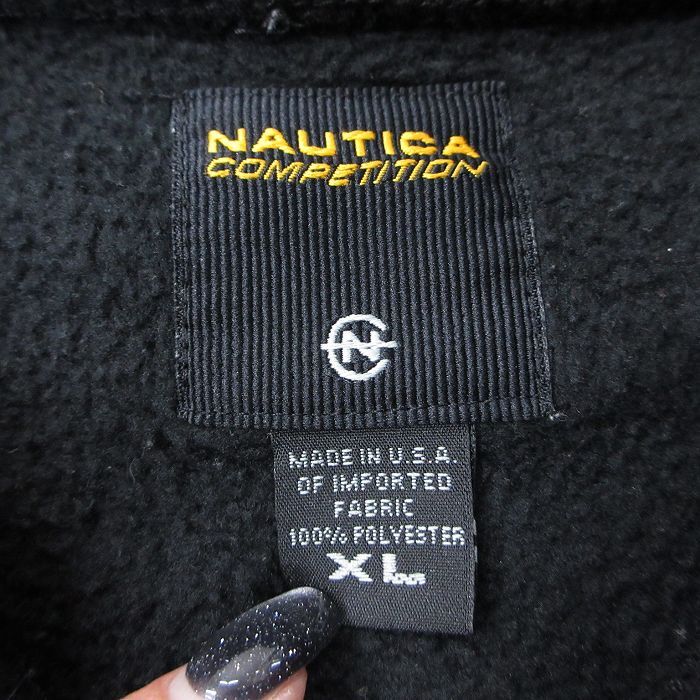 NAUTICA
COMPETITION
N
MADE IN U.S.A.
OF IMPORTED
FABRIC
100% POLYESTER
XL